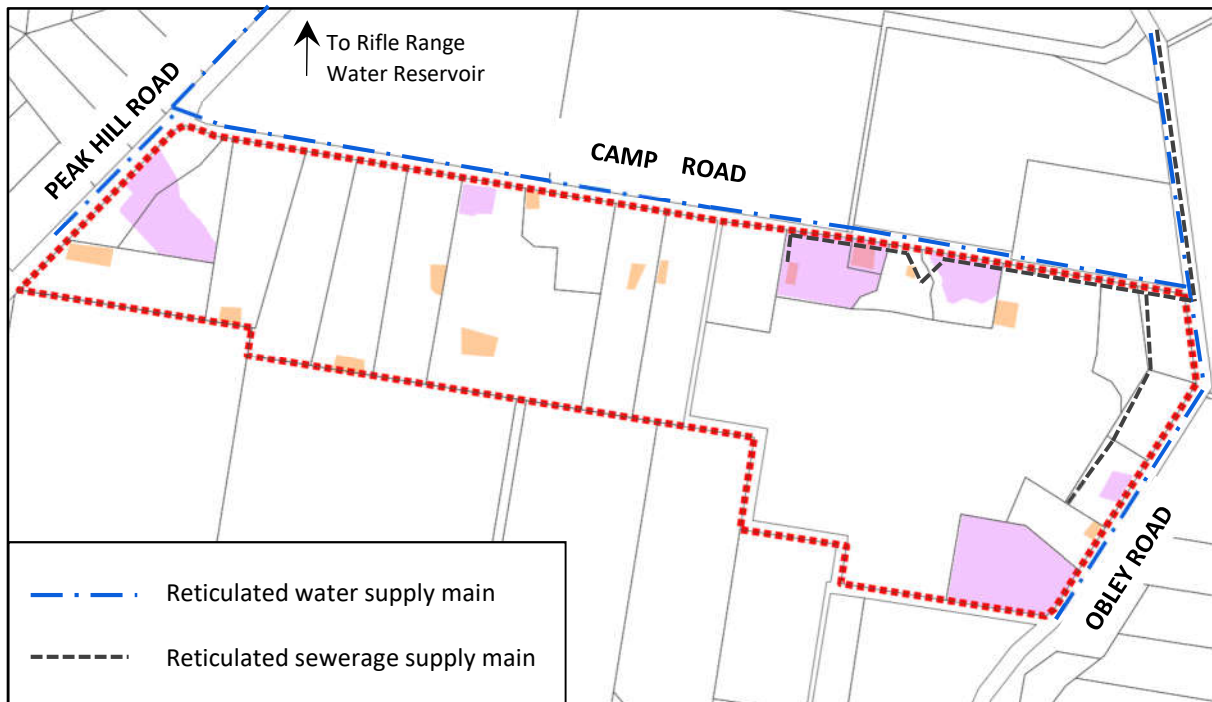 To Rifle Range
Water Reservoir
PEAK HILL ROAD
CAMP ROAD
OBLEY ROAD
Reticulated water supply main
Reticulated sewerage supply main